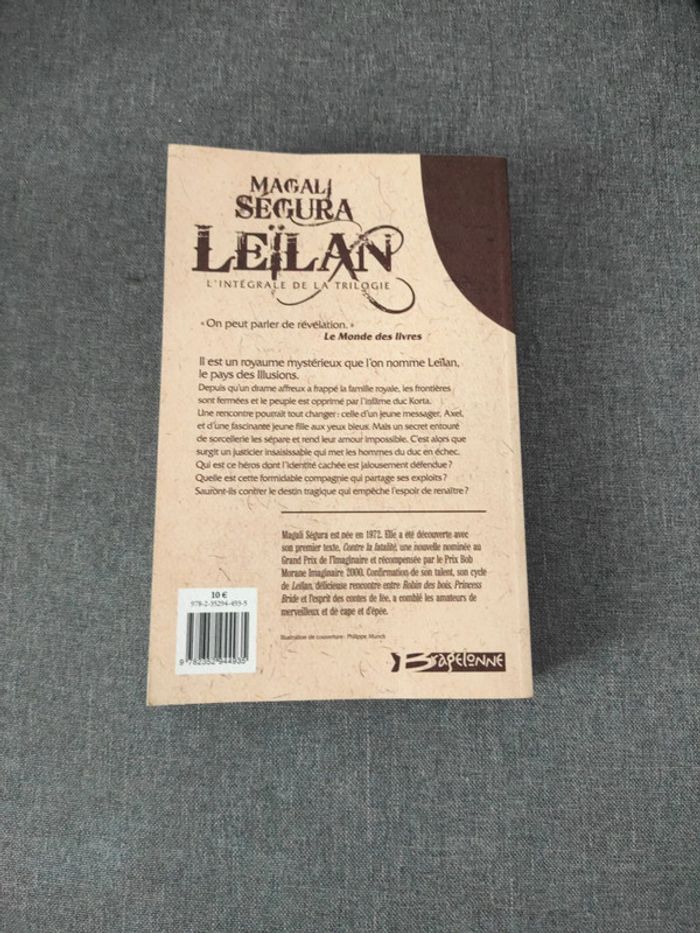 MAGALI
SÉGURA
LEÏLAN
L'INTÉGRALE DE LA TRILOGIE
« On peut parler de révélation. »
Le Monde des livres
Il est un royaume mystérieux que l'on nomme Leïlan,
le pays des Illusions.
Depuis qu'un drame affreux a frappé la famille royale, les frontières
sont fermées et le peuple est opprimé par l'infâme duc Korta.
Une rencontre pourrait tout changer : celle d'un jeune messager, Axel,
et d'une fascinante jeune fille aux yeux bleus. Mais un secret entouré
de sorcellerie les sépare et rend leur amour impossible. C'est alors que
surgit un justicier insaisissable qui met les hommes du duc en échec.
Qui est ce héros dont l'identité cachée est jalousement défendue ?
Quelle est cette formidable compagnie qui partage ses exploits ?
Sauront-ils contrer le destin tragique qui empêche l'espoir de renaître ?
Magali Ségura est née en 1972. Elle a été découverte avec
son premier texte, Contre la fatalité, une nouvelle nominée au
Grand Prix de l'Imaginaire et récompensée par le Prix Bob
Morane Imaginaire 2000. Confirmation de son talent, son cycle
de Leïlan, délicieuse rencontre entre Robin des bois, Princess
Bride et l'esprit des contes de fée, a comblé les amateurs de
merveilleux et de cape et d'épée.
Illustration de couverture : Philippe Munch
10 €
978-2-35294-493-5
9 782352 944935
BRAGELONNE